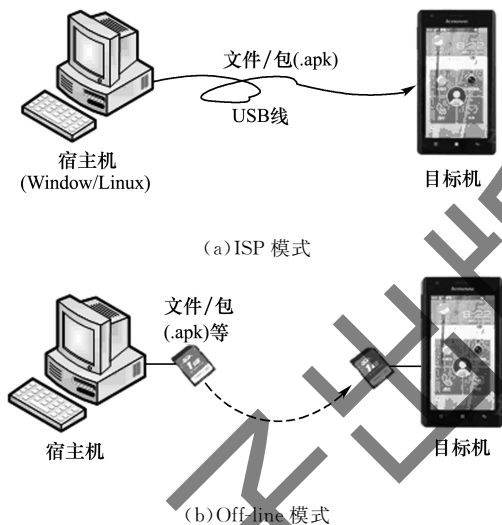 文件/包(.apk)
USB线
宿主机
(Window/Linux)
目标机
(a)ISP 模式
文件/包
(.apk)等
宿主机
目标机
(b)Off-line 模式